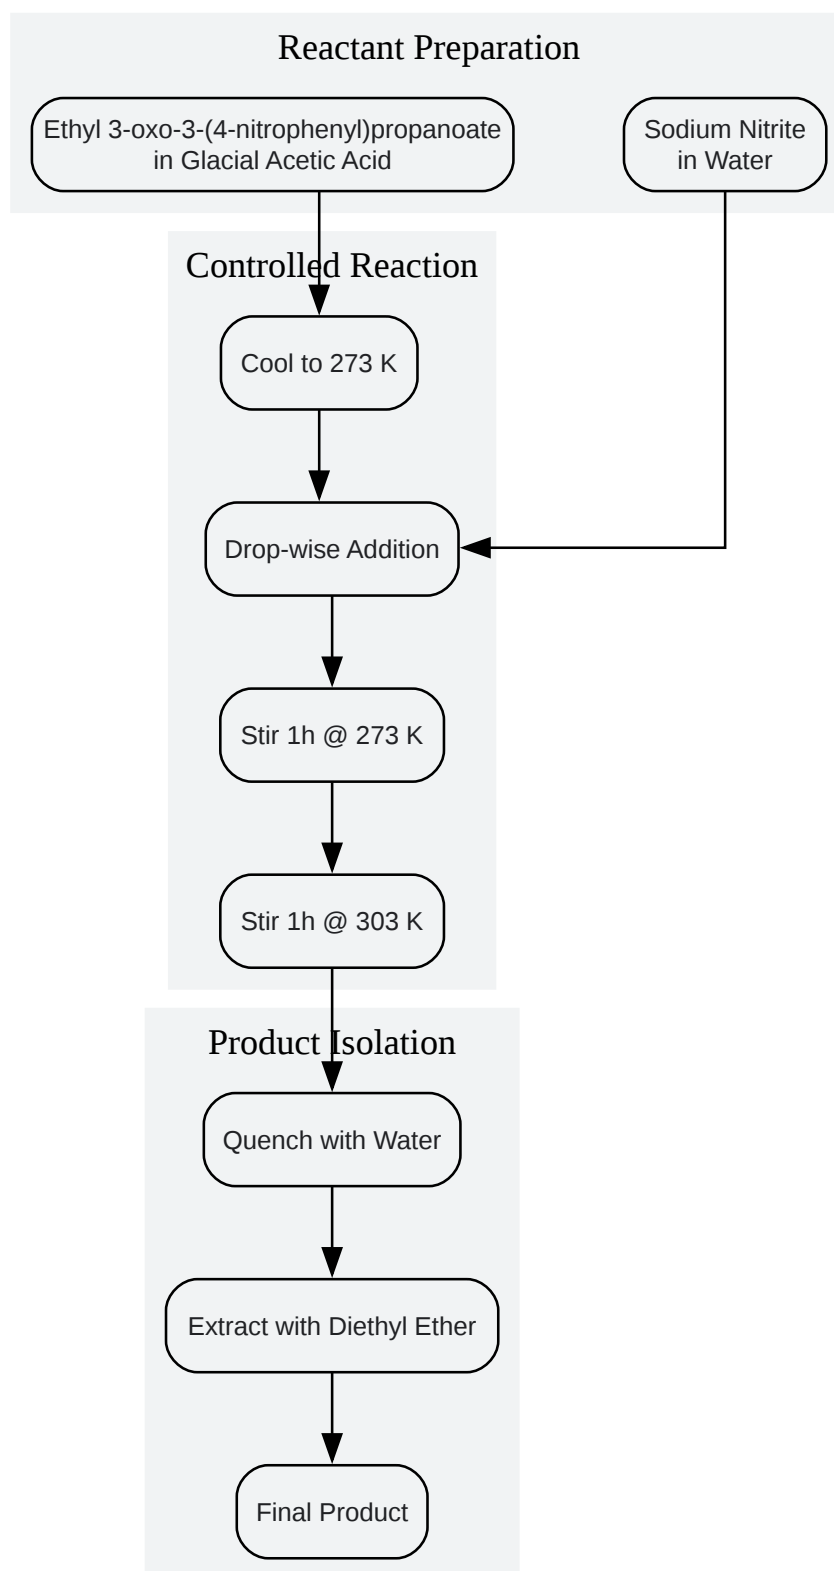 Reactant Preparation
Ethyl 3-oxo-3-(4-nitrophenyl)propanoate
in Glacial Acetic Acid
Sodium Nitrite
in Water
Controlled Reaction
Cool to 273 K
Drop-wise Addition
Stir 1h @ 273 K
Stir 1h @ 303 K
Product Isolation
Quench with Water
Extract with Diethyl Ether
Final Product